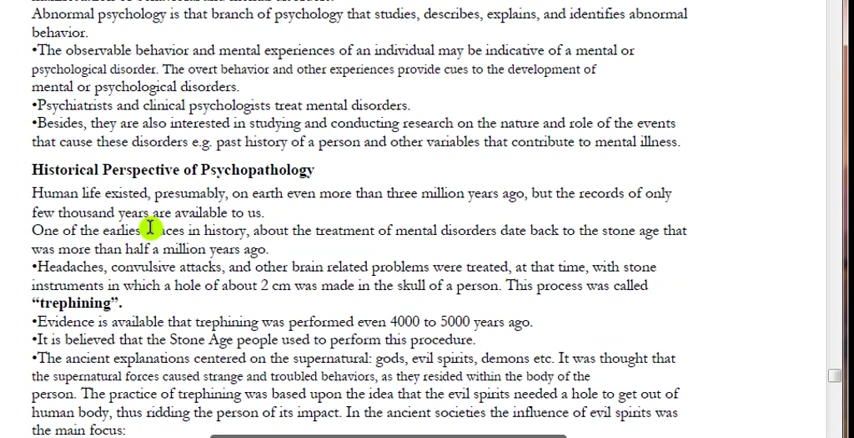 Abnormal psychology is that branch of psychology that studies, describes, explains, and identifies abnormal
behavior.
•The observable behavior and mental experiences of an individual may be indicative of a mental or
psychological disorder. The overt behavior and other experiences provide cues to the development of
mental or psychological disorders.
•Psychiatrists and clinical psychologists treat mental disorders.
•Besides, they are also interested in studying and conducting research on the nature and role of the events
that cause these disorders e.g. past history of a person and other variables that contribute to mental illness.
Historical Perspective of Psychopathology
Human life existed, presumably, on earth even more than three million years ago, but the records of only
few thousand years are available to us.
One of the earlies in history, about the treatment of mental disorders date back to the stone age that
was more than half a million years ago.
•Headaches, convulsive attacks, and other brain related problems were treated, at that time, with stone
instruments in which a hole of about 2 cm was made in the skull of a person. This process was called
“trephining”.
•Evidence is available that trephining was performed even 4000 to 5000 years ago.
•It is believed that the Stone Age people used to perform this procedure.
•The ancient explanations centered on the supernatural: gods, evil spirits, demons etc. It was thought that
the supernatural forces caused strange and troubled behaviors, as they resided within the body of the
person. The practice of trephining was based upon the idea that the evil spirits needed a hole to get out of
human body, thus ridding the person of its impact. In the ancient societies the influence of evil spirits was
the main focus: